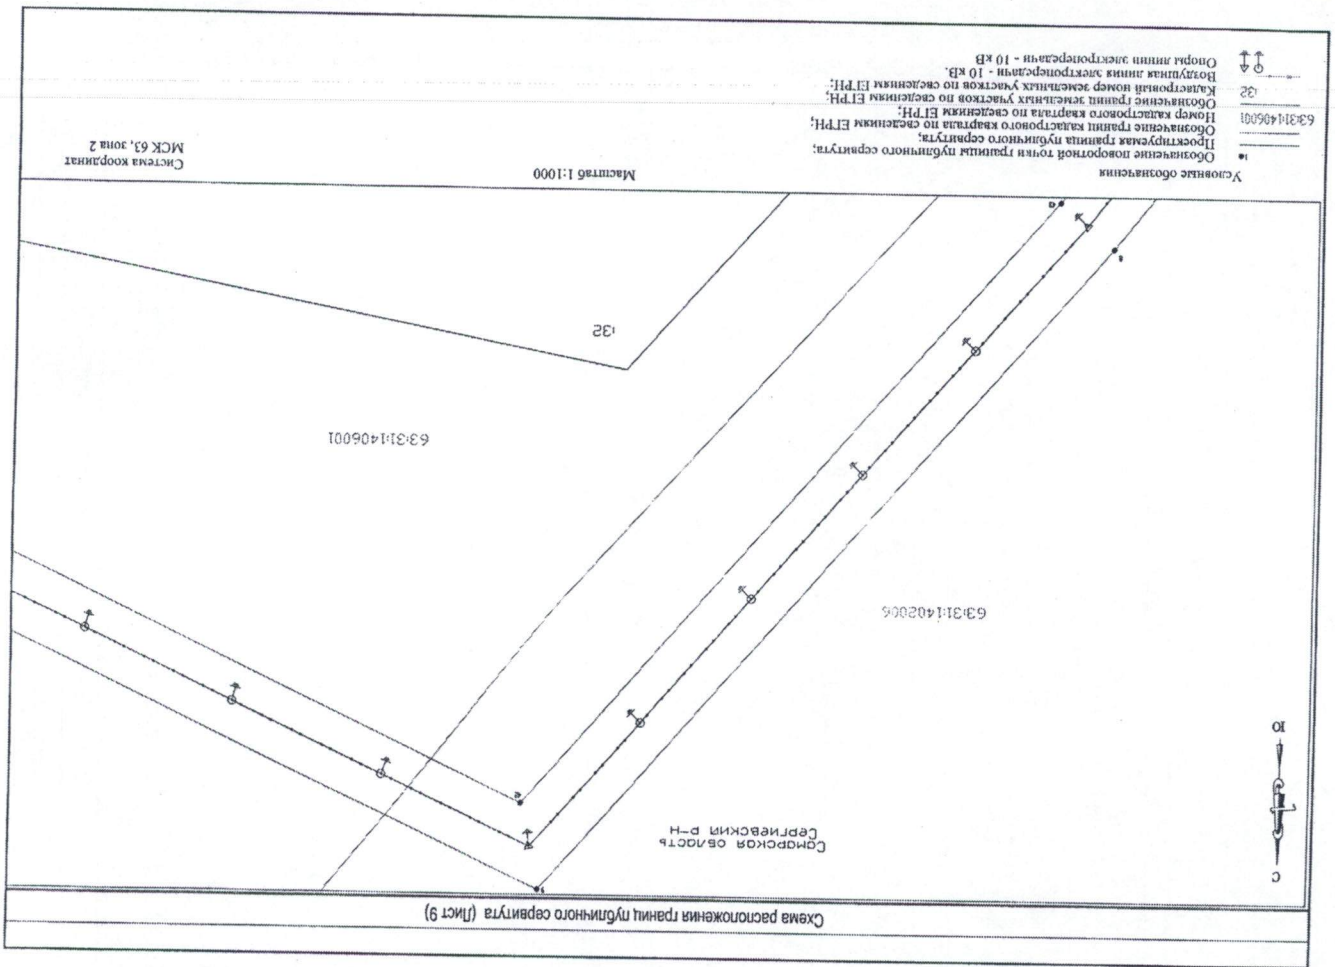 Схема расположения границ публичного сервитута (Лист 9)
С
Ю
Самарская область
Сергиевский р-н
63:31:1402006
63:31:1406001
:32
Условные обозначения
Масштаб 1:1000
Система координат
МСК 63, зона 2
Обозначение поворотной точки границы публичного сервитута;
Проектируемая граница публичного сервитута;
Обозначение границ кадастрового квартала по сведениям ЕГРН;
63:31:1406001 Номер кадастрового квартала по сведениям ЕГРН;
Обозначение границ земельных участков по сведениям ЕГРН;
:32 Кадастровый номер земельных участков по сведениям ЕГРН;
Воздушная линия электропередачи - 10 кВ.
Опоры линии электропередачи - 10 кВ